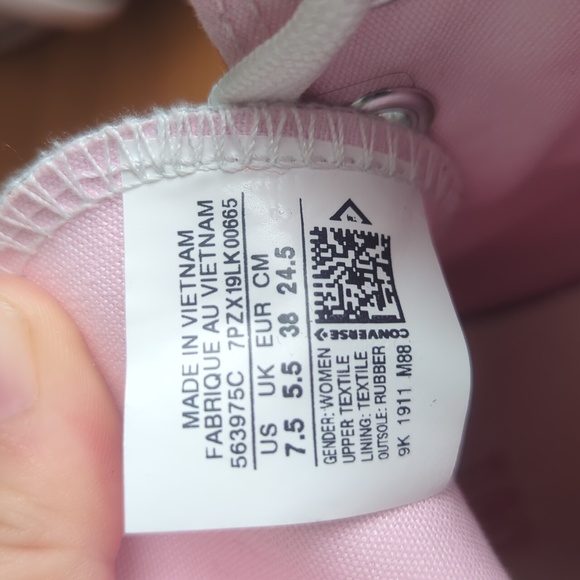 MADE IN VIETNAM
FABRIQUE AU VIETNAM
563975C 7PZX19LK00665
US UK EUR CM
7.5 5.5 38 24.5
CONVERSE
GENDER: WOMEN
UPPER TEXTILE
LINING: TEXTILE
OUTSOLE: RUBBER
9K 1911 M88